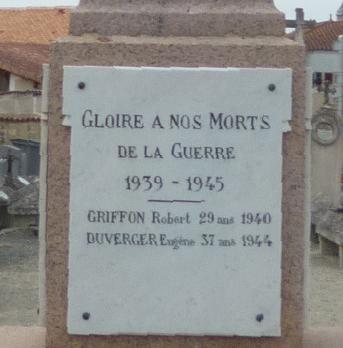 GLOIRE A NOS MORTS
DE LA GUERRE
1939 - 1945
GRIFFON Robert 29 ans 1940
DUVERGER Eugène 37 ans 1944